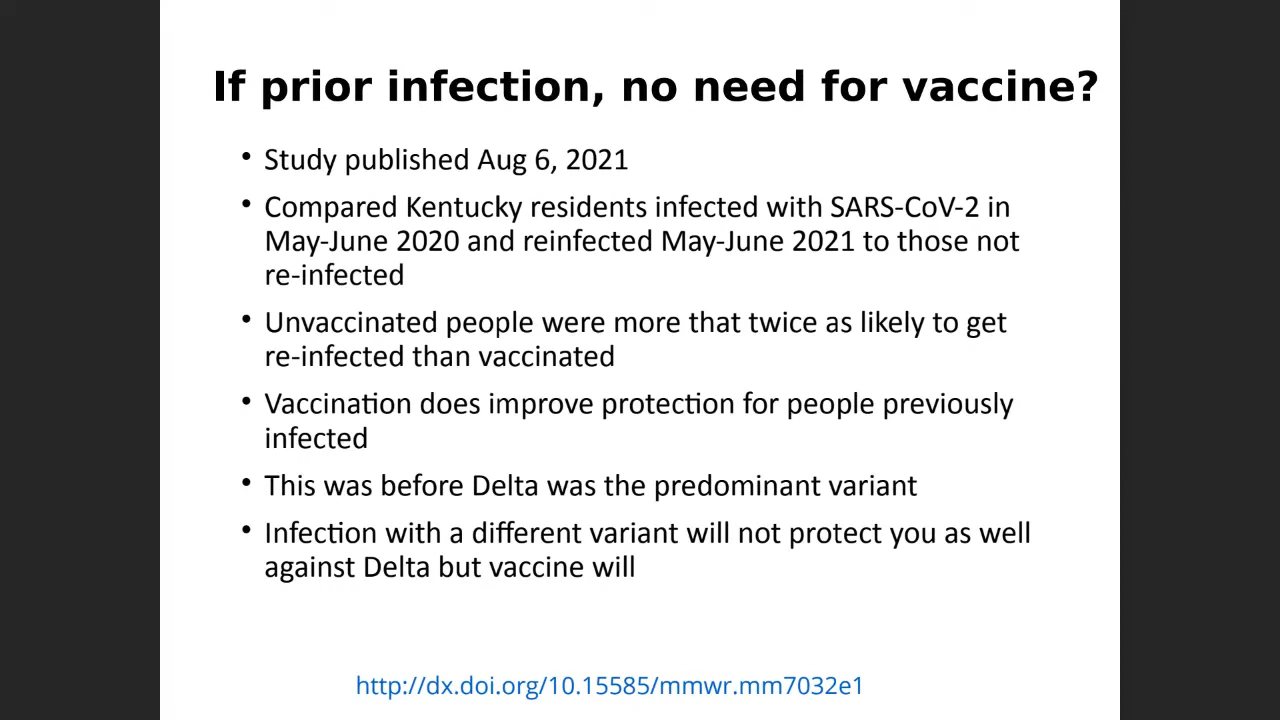 If prior infection, no need for vaccine?
• Study published Aug 6, 2021
• Compared Kentucky residents infected with SARS-CoV-2 in
May-June 2020 and reinfected May-June 2021 to those not
re-infected
• Unvaccinated people were more that twice as likely to get
re-infected than vaccinated
• Vaccination does improve protection for people previously
infected
• This was before Delta was the predominant variant
• Infection with a different variant will not protect you as well
against Delta but vaccine will
http://dx.doi.org/10.15585/mmwr.mm7032e1